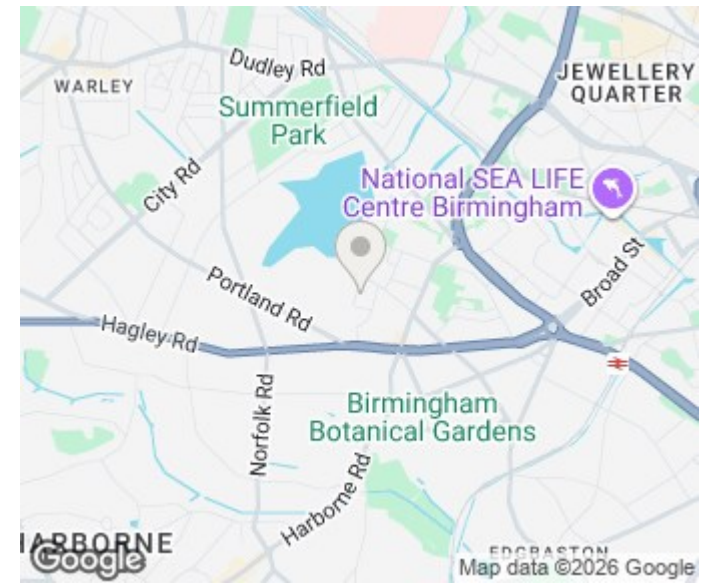 Dudley Rd
WARLEY
JEWELLERY
QUARTER
Summerfield
Park
City Rd
National SEA LIFE
Centre Birmingham
Broad St
Portland Rd
Hagley Rd
Norfolk Rd
Birmingham
Botanical Gardens
Harborne Rd
HARBORNE
EDGBASTON
Google
Map data ©2026 Google